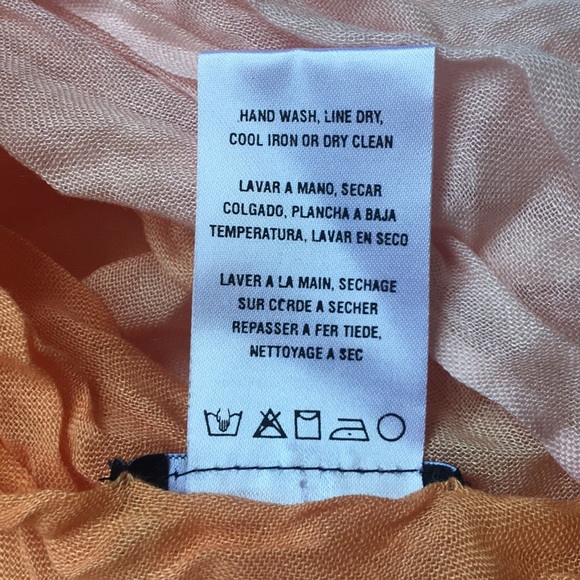 HAND WASH, LINE DRY,
COOL IRON OR DRY CLEAN
LAVAR A MANO, SECAR
COLGADO, PLANCHA A BAJA
TEMPERATURA, LAVAR EN SECO
LAVER A LA MAIN, SECHAGE
SUR CORDE A SECHER
REPASSER A FER TIEDE,
NETTOYAGE A SEC